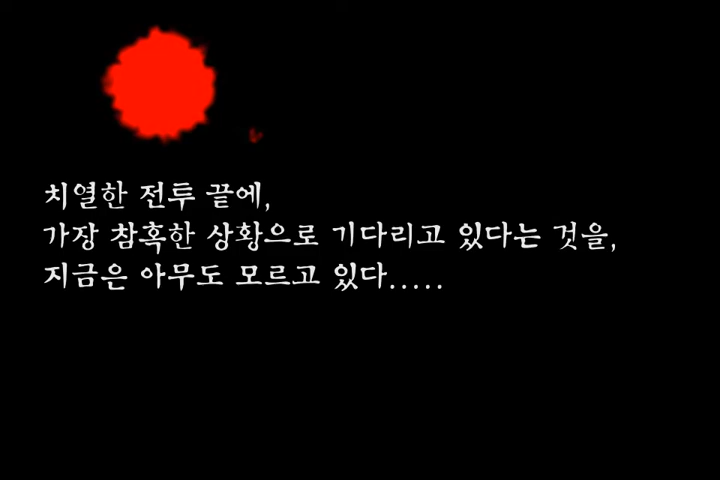 치열한 전투 끝에,
가장 참혹한 상황으로 기다리고 있다는 것을,
지금은 아무도 모르고 있다.....